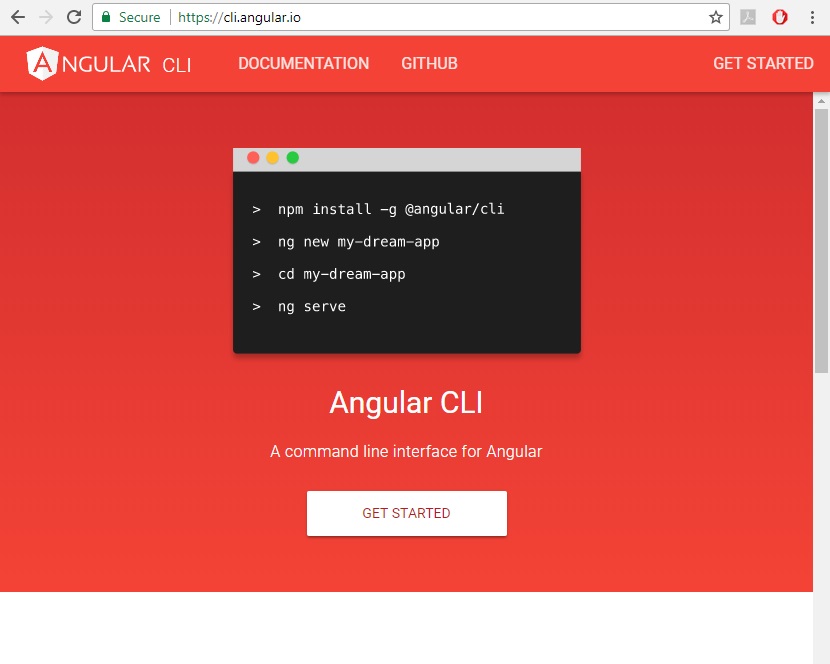 Secure | https://cli.angular.io
ANGULAR CLI DOCUMENTATION GITHUB GET STARTED
> npm install -g @angular/cli
> ng new my-dream-app
> cd my-dream-app
> ng serve
Angular CLI
A command line interface for Angular
GET STARTED